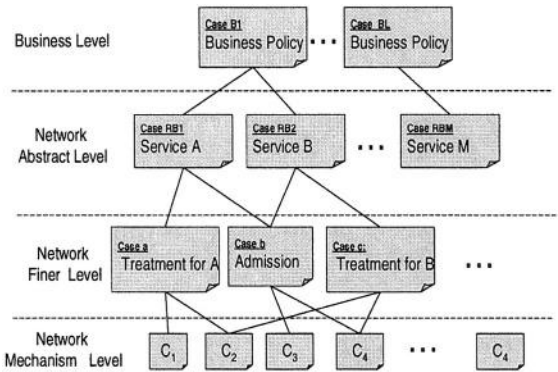 Business Level
Case B1
Business Policy
...
Case BL
Business Policy
Network
Abstract Level
Case RB1
Service A
Case RB2
Service B
...
Case RBM
Service M
Network
Finer Level
Case a
Treatment for A
Case b
Admission
Case c:
Treatment for B
...
Network
Mechanism Level
C1
C2
C3
C4
...
C4